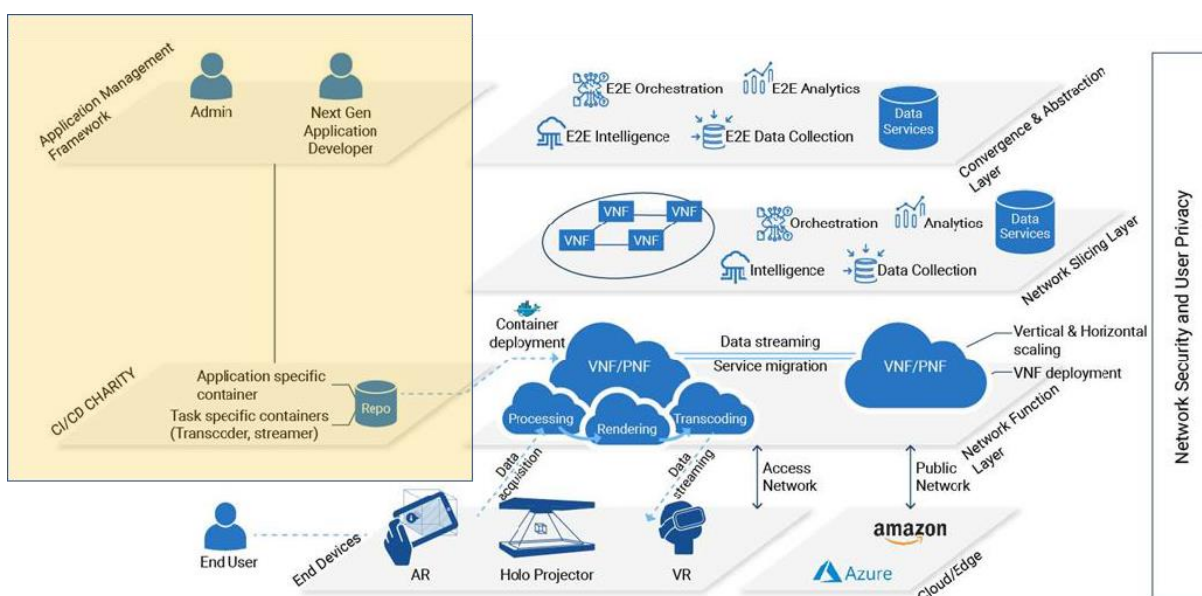 Application Management
Framework
Admin
Next Gen
Application
Developer
E2E Orchestration
E2E Analytics
E2E Intelligence
E2E Data Collection
Data
Services
Convergence & Abstraction
Layer
VNF
VNF
VNF
VNF
Orchestration
Analytics
Intelligence
Data Collection
Data
Services
Network Slicing Layer
CI/CD CHARITY
Application specific
container
Task specific containers
(Transcoder, streamer)
Repo
Container
deployment
VNF/PNF
Processing
Rendering
Transcoding
Data streaming
Service migration
VNF/PNF
Vertical & Horizontal
scaling
VNF deployment
Network Function
Layer
Data
acquisition
Data
streaming
Access
Network
Public
Network
End User
End Devices
AR
Holo Projector
VR
amazon
Azure
Cloud/Edge
Network Security and User Privacy